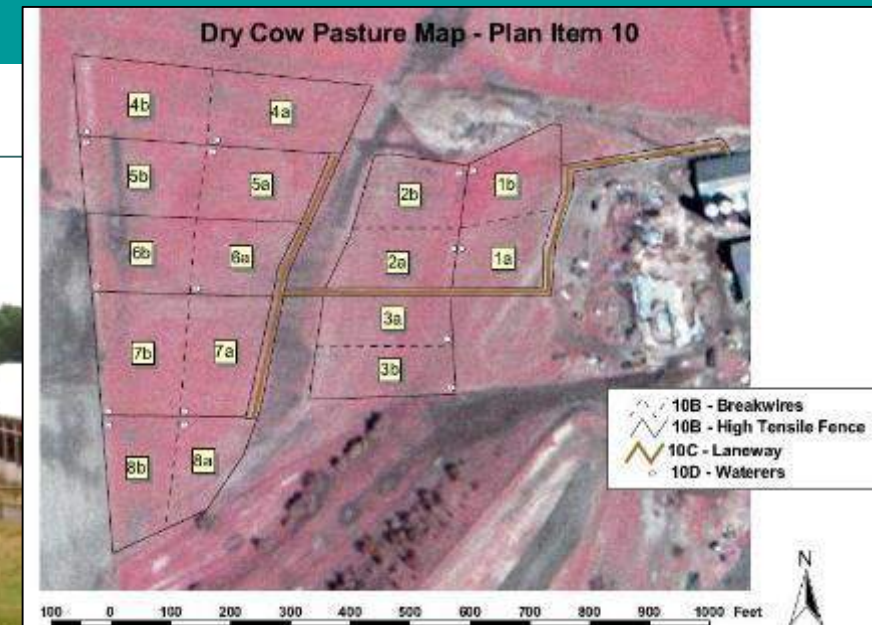 Dry Cow Pasture Map - Plan Item 10
4b
4a
5b
5a
2b
1b
6b
6a
2a
1a
7b
7a
3a
3b
8b
8a
10B - Breakwires
10B - High Tensile Fence
10C - Laneway
10D - Waterers
N
100 0 100 200 300 400 500 600 700 800 900 1000 Feet